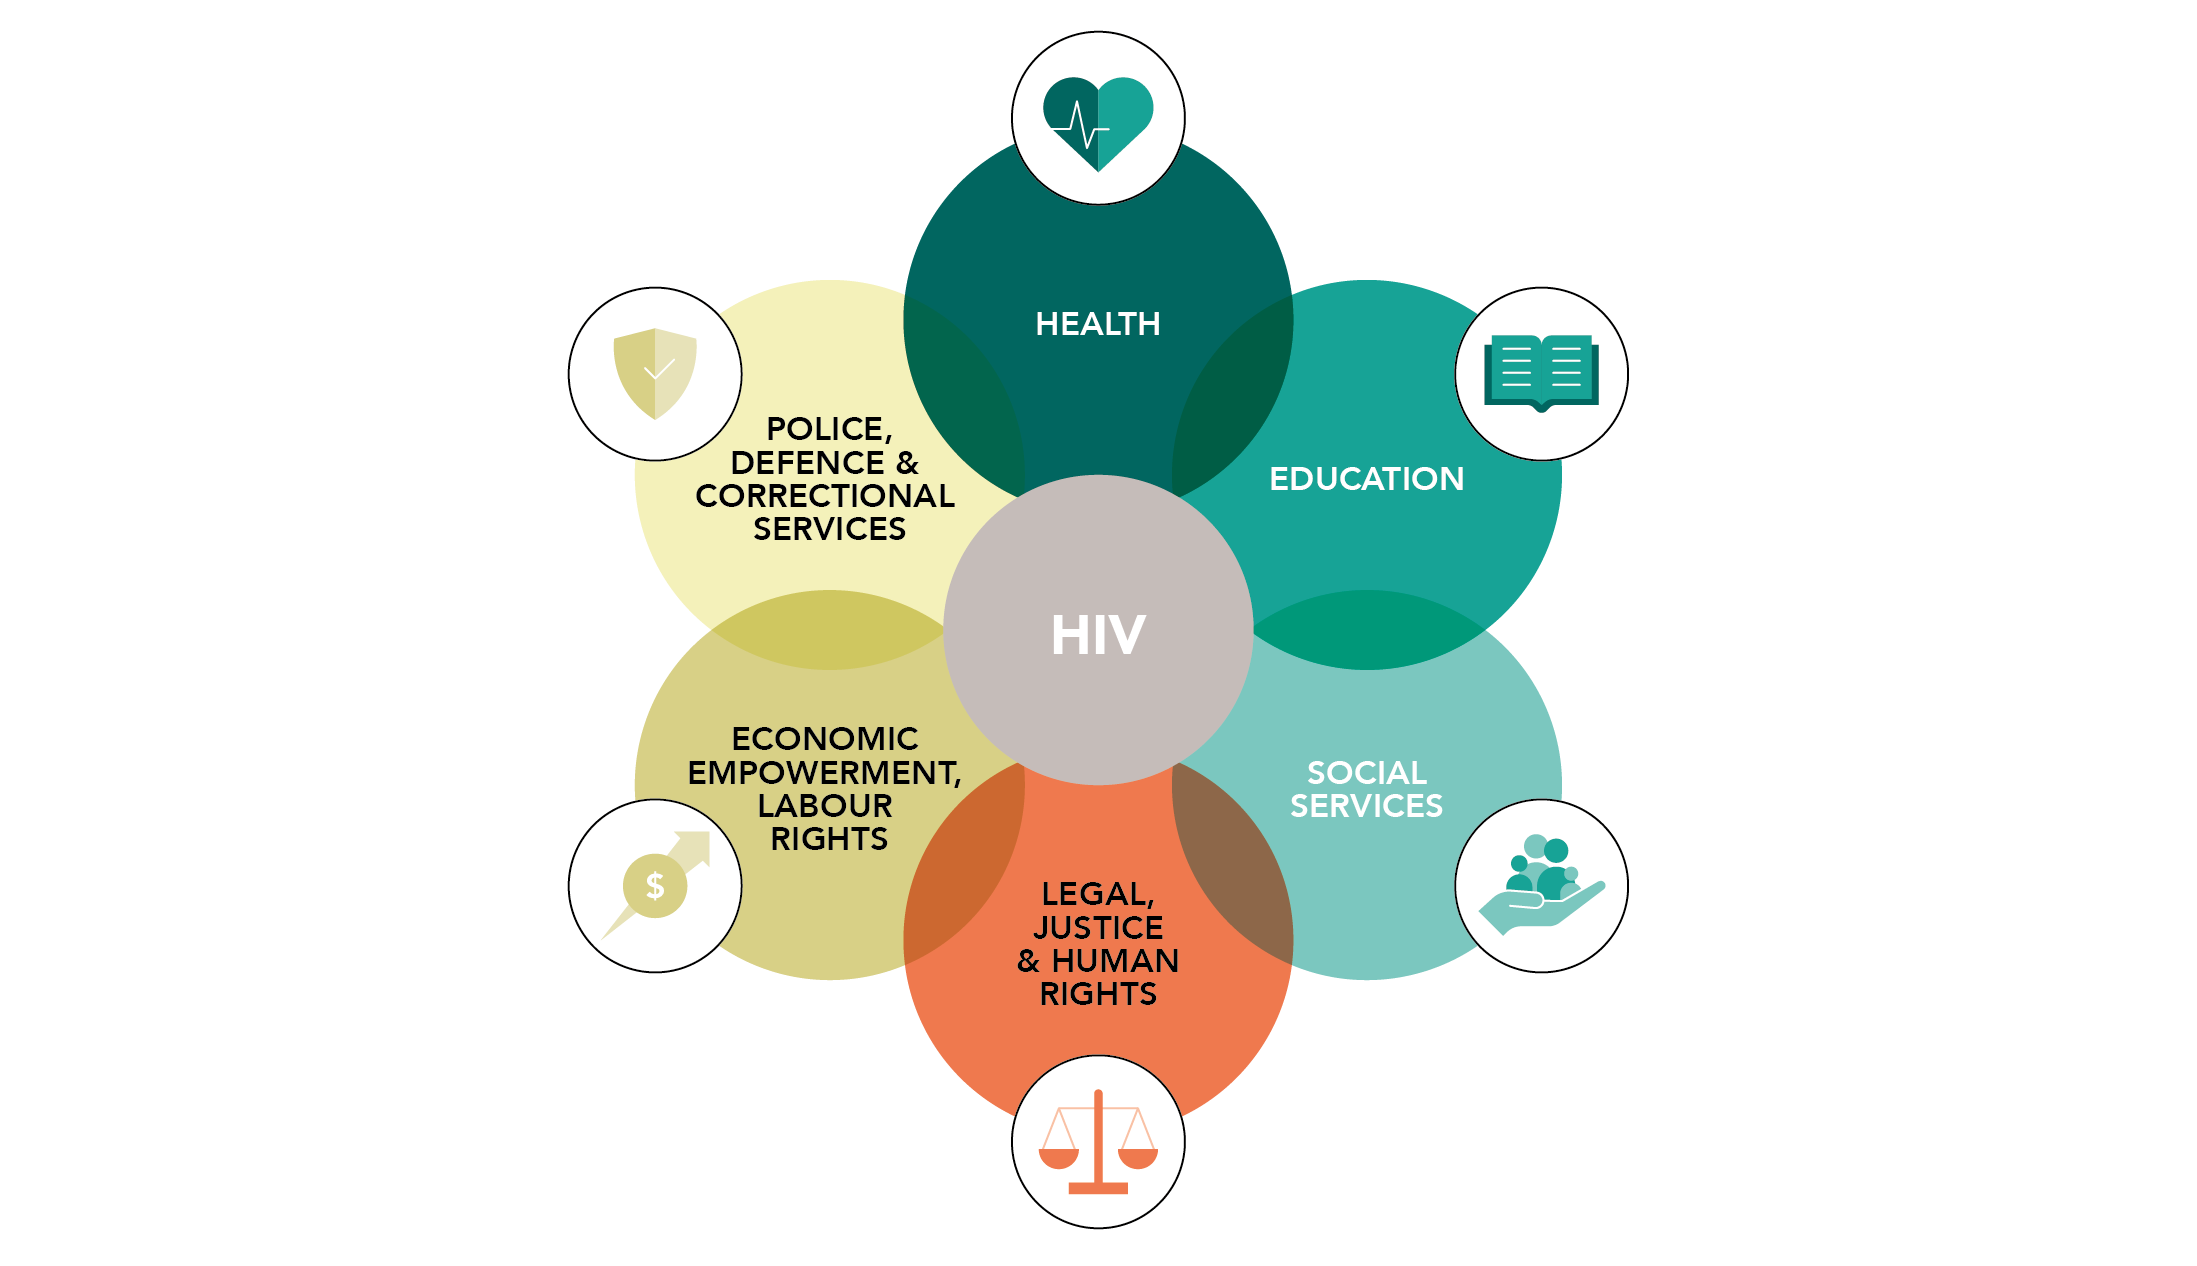 HEALTH
EDUCATION
SOCIAL
SERVICES
LEGAL,
JUSTICE
& HUMAN
RIGHTS
ECONOMIC
EMPOWERMENT,
LABOUR
RIGHTS
$
POLICE,
DEFENCE &
CORRECTIONAL
SERVICES
HIV